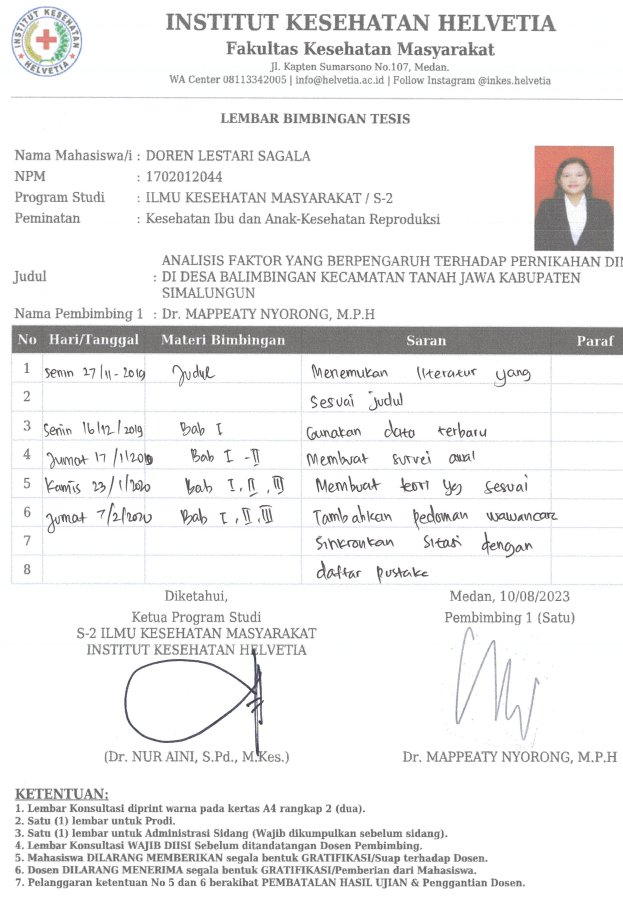 INSTITUT KESEHATAN
HELVETIA
INSTITUT KESEHATAN HELVETIA
Fakultas Kesehatan Masyarakat
Jl. Kapten Sumarsono No.107, Medan.
WA Center 08113342005 | info@helvetia.ac.id | Follow Instagram @inkes.helvetia
LEMBAR BIMBINGAN TESIS
Nama Mahasiswa/i : DOREN LESTARI SAGALA
NPM : 1702012044
Program Studi : ILMU KESEHATAN MASYARAKAT / S-2
Peminatan : Kesehatan Ibu dan Anak-Kesehatan Reproduksi
ANALISIS FAKTOR YANG BERPENGARUH TERHADAP PERNIKAHAN DI
Judul : DI DESA BALIMBINGAN KECAMATAN TANAH JAWA KABUPATEN
SIMALUNGUN
Nama Pembimbing 1 : Dr. MAPPEATY NYORONG, M.P.H
No Hari/Tanggal Materi Bimbingan Saran Paraf
1 Senin 27/11-2019 Judul Menemukan literatur yang
2 Sesuai judul
3 Senin 16/12/2019 Bab I Gunakan data terbaru
4 Jumat 17/1/2020 Bab I - II Membuat survei awal
5 Kamis 23/1/2020 Bab I, II, III Membuat teori yg sesuai
6 Jumat 7/2/2020 Bab I, II, III Tambahkan pedoman wawancara
7 Sinkronkan Sitasi dengan
8 daftar pustaka
Diketahui, Medan, 10/08/2023
Ketua Program Studi Pembimbing 1 (Satu)
S-2 ILMU KESEHATAN MASYARAKAT
INSTITUT KESEHATAN HELVETIA
(Dr. NUR AINI, S.Pd., M.Kes.) Dr. MAPPEATY NYORONG, M.P.H
KETENTUAN:
1. Lembar Konsultasi diprint warna pada kertas A4 rangkap 2 (dua).
2. Satu (1) lembar untuk Prodi.
3. Satu (1) lembar untuk Administrasi Sidang (Wajib dikumpulkan sebelum sidang).
4. Lembar Konsultasi WAJIB DIISI Sebelum ditandatangan Dosen Pembimbing.
5. Mahasiswa DILARANG MEMBERIKAN segala bentuk GRATIFIKASI/Suap terhadap Dosen.
6. Dosen DILARANG MENERIMA segala bentuk GRATIFIKASI/Pemberian dari Mahasiswa.
7. Pelanggaran ketentuan No 5 dan 6 berakibat PEMBATALAN HASIL UJIAN & Penggantian Dosen.